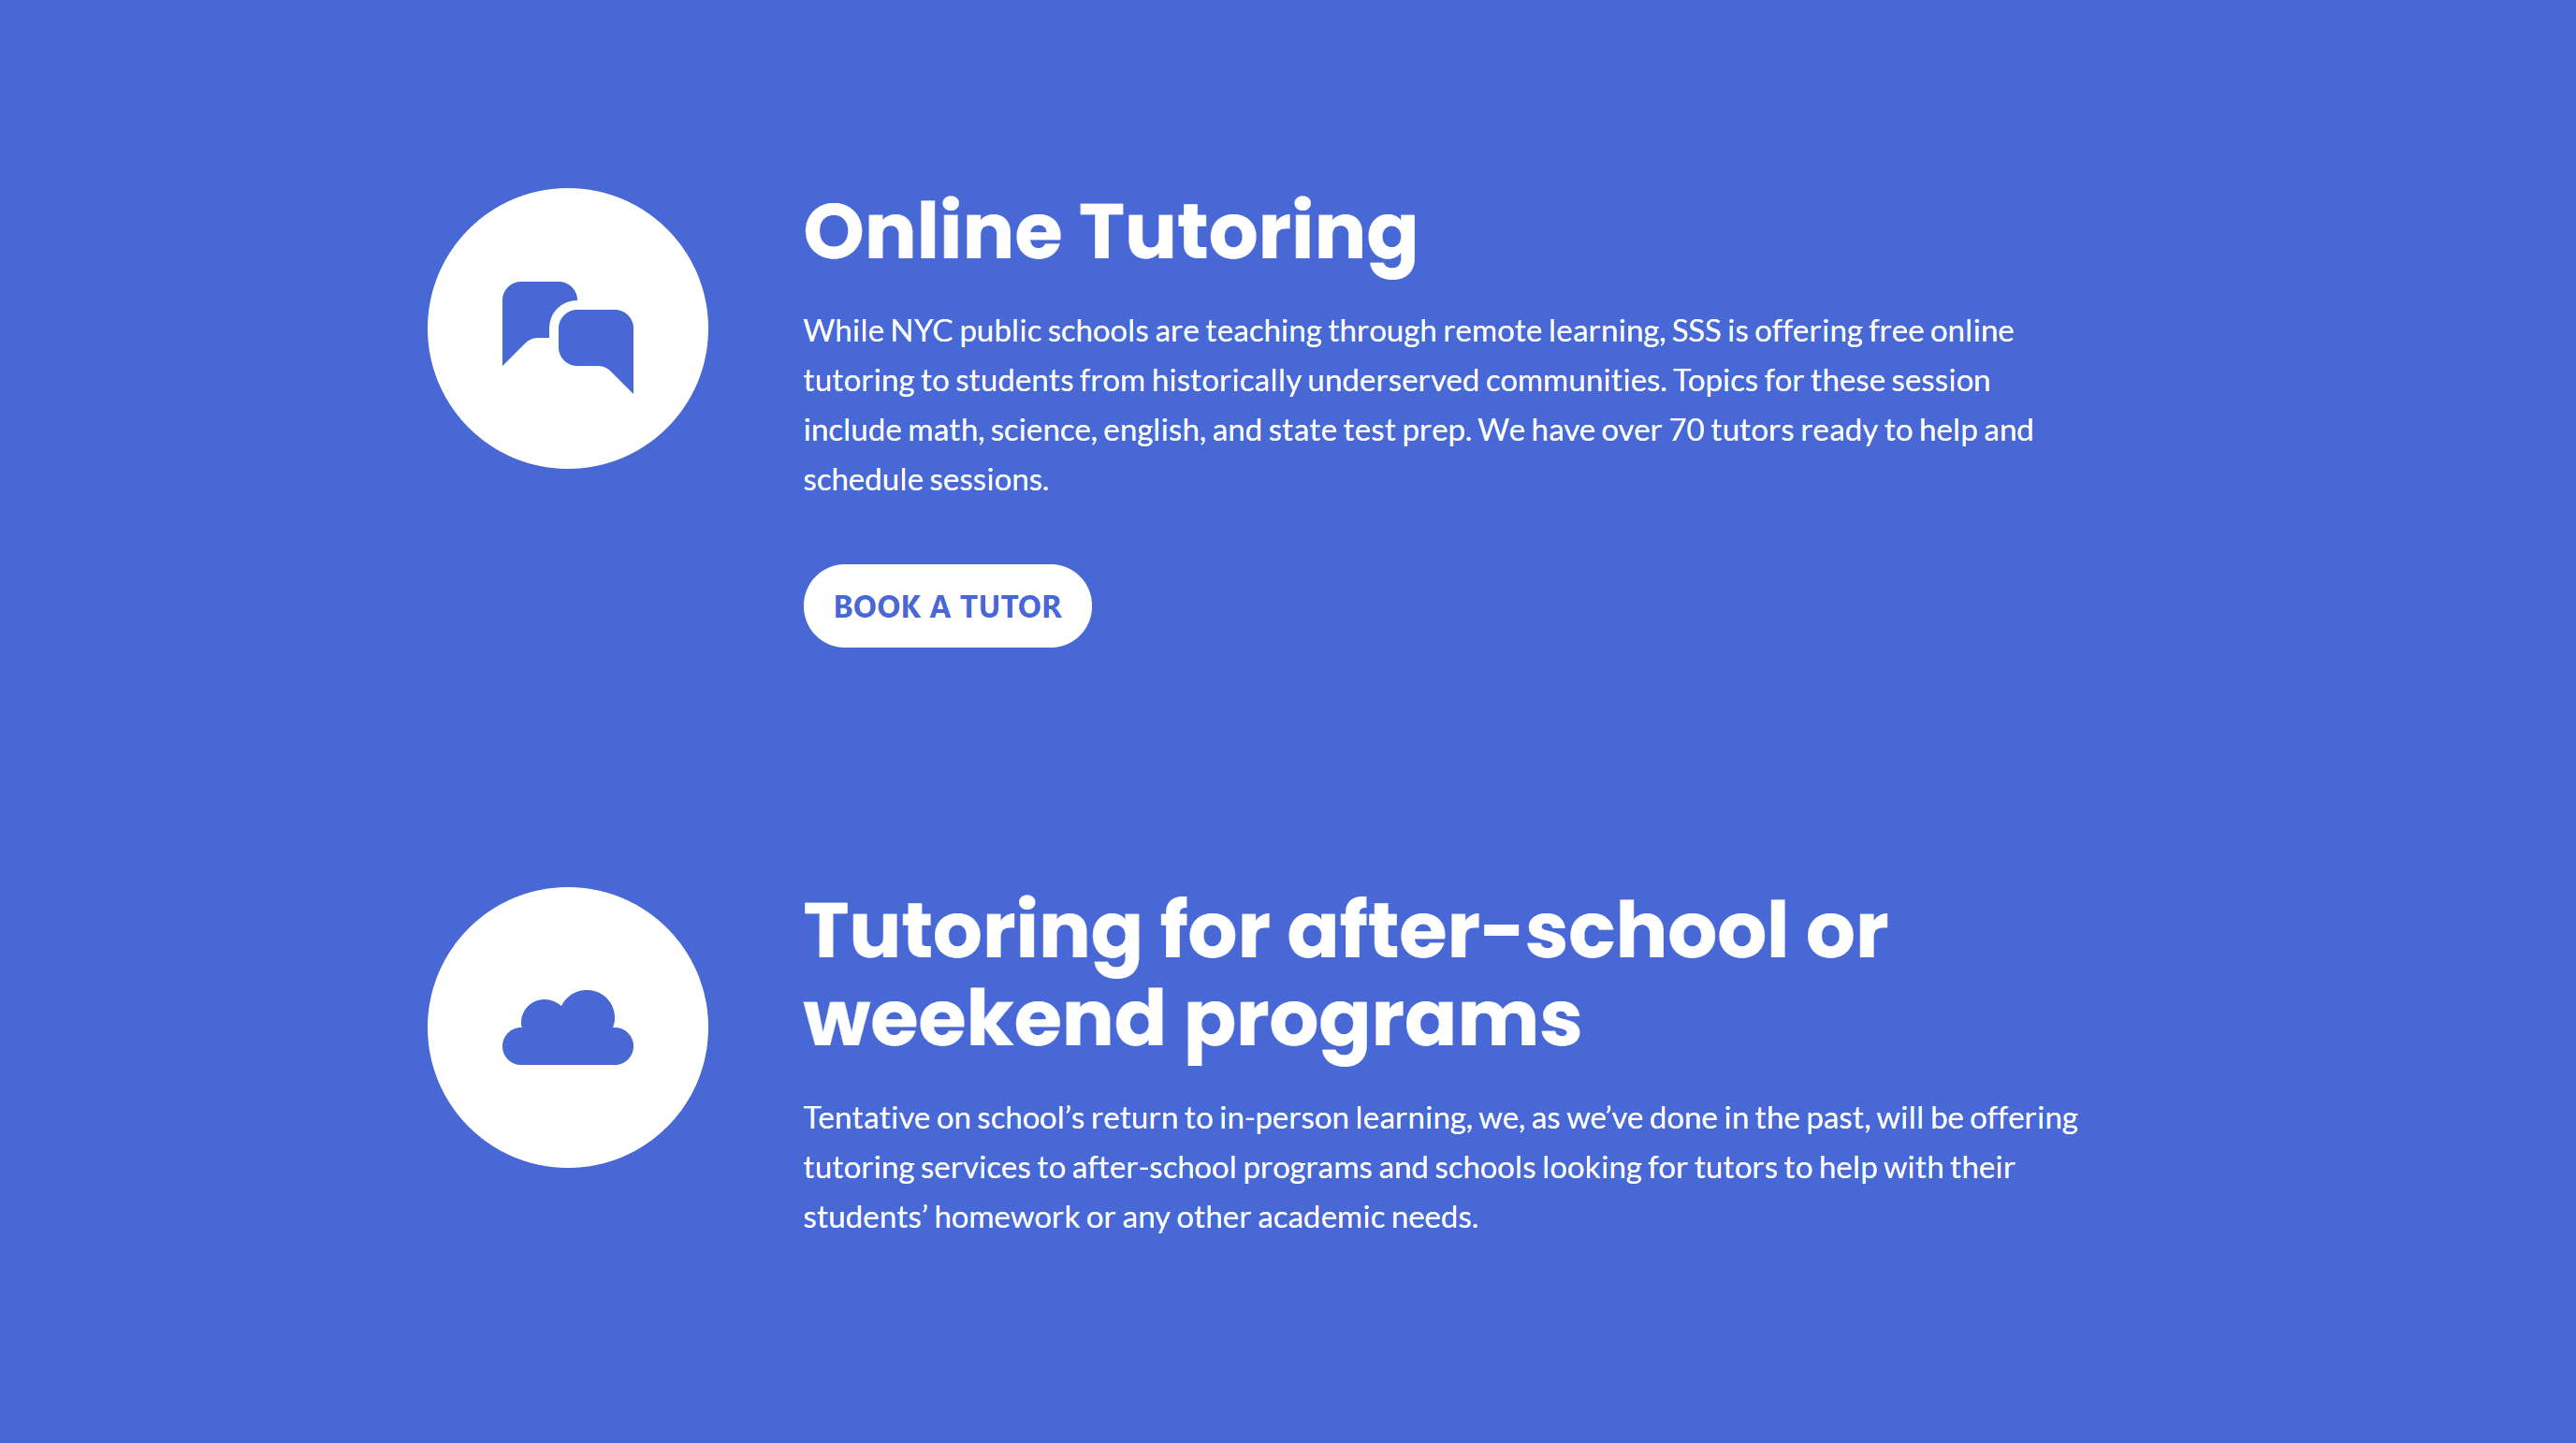 Online Tutoring
While NYC public schools are teaching through remote learning, SSS is offering free online
tutoring to students from historically underserved communities. Topics for these session
include math, science, english, and state test prep. We have over 70 tutors ready to help and
schedule sessions.
BOOK A TUTOR
Tutoring for after-school or
weekend programs
Tentative on school’s return to in-person learning, we, as we’ve done in the past, will be offering
tutoring services to after-school programs and schools looking for tutors to help with their
students’ homework or any other academic needs.